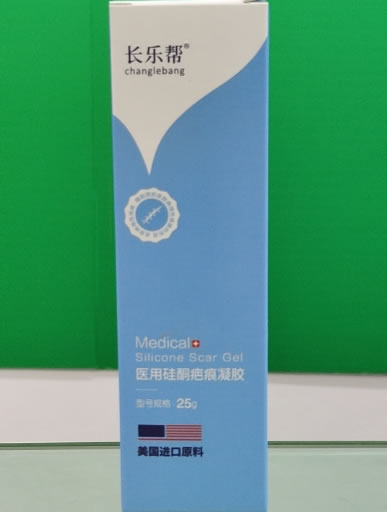 长乐帮®
changlebang
Medical
Silicone Scar Gel
医用硅酮疤痕凝胶
型号规格 25g
美国进口原料